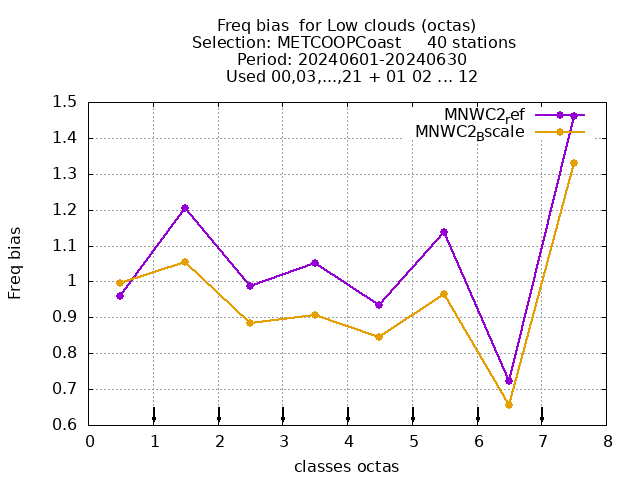 Freq bias  for Low clouds (octas)
Selection: METCOOPCoast     40 stations
Period: 20240601-20240630
Used 00,03,...,21 + 01 02 ... 12
MNWC2ref
MNWC2Bscale
1.5
1.4
1.3
1.2
1.1
1
0.9
0.8
0.7
0.6
Freq bias
0 1 2 3 4 5 6 7 8
classes octas